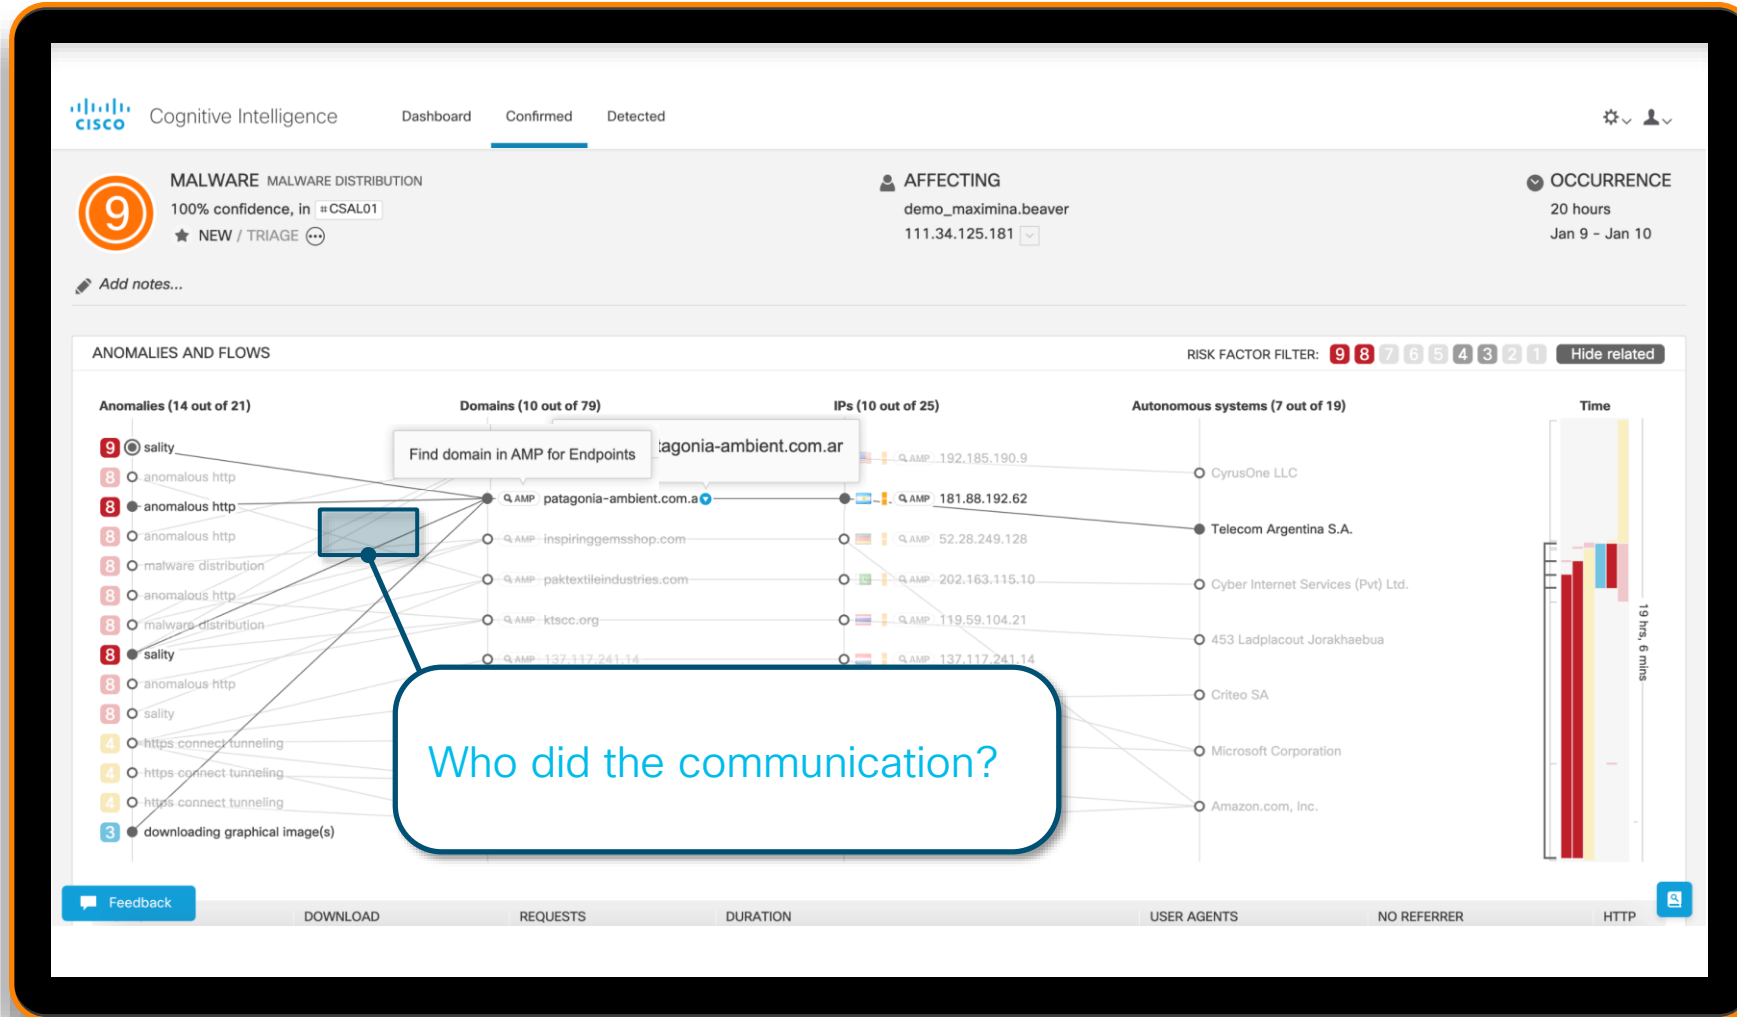 CISCO
Cognitive Intelligence
Dashboard Confirmed Detected
9
MALWARE MALWARE DISTRIBUTION
100% confidence, in #CSAL01
NEW / TRIAGE
AFFECTING
demo_maximina.beaver
111.34.125.181
OCCURRENCE
20 hours
Jan 9 - Jan 10
Add notes...
ANOMALIES AND FLOWS
RISK FACTOR FILTER: 9 8 7 6 5 4 3 2 1 Hide related
Anomalies (14 out of 21)
Domains (10 out of 79)
IPs (10 out of 25)
Autonomous systems (7 out of 19)
Time
9 sality
8 anomalous http
8 anomalous http
8 anomalous http
8 malware distribution
8 anomalous http
8 malware distribution
8 sality
8 anomalous http
8 sality
4 https connect tunneling
4 https connect tunneling
4 https connect tunneling
3 downloading graphical image(s)
Find domain in AMP for Endpoints
tagonia-ambient.com.ar
AMP patagonia-ambient.com.a
AMP inspiringgemsshop.com
AMP paktextileindustries.com
AMP ktscc.org
AMP 137.117.241.14
AMP 192.185.190.9
AMP 181.88.192.62
AMP 52.28.249.128
AMP 202.163.115.10
AMP 119.59.104.21
AMP 137.117.241.14
CyrusOne LLC
Telecom Argentina S.A.
Cyber Internet Services (Pvt) Ltd.
453 Ladplacout Jorakhaebua
Criteo SA
Microsoft Corporation
Amazon.com, Inc.
19 hrs, 6 mins
Who did the communication?
Feedback
DOWNLOAD REQUESTS DURATION USER AGENTS NO REFERRER HTTP